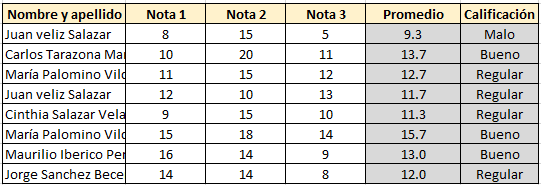 Nombre y apellido Nota 1 Nota 2 Nota 3 Promedio Calificación
Juan veliz Salazar 8 15 5 9.3 Malo
Carlos Tarazona Mar 10 20 11 13.7 Bueno
María Palomino Vilc 11 15 12 12.7 Regular
Juan veliz Salazar 12 10 13 11.7 Regular
Cinthia Salazar Vela 9 15 10 11.3 Regular
María Palomino Vilc 15 18 14 15.7 Bueno
Maurilio Iberico Per 16 14 9 13.0 Bueno
Jorge Sanchez Bece 14 14 8 12.0 Regular